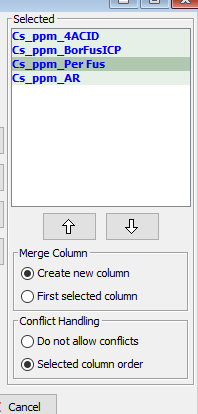 Selected
Cs_ppm_4ACID
Cs_ppm_BorFusICP
Cs_ppm_Per Fus
Cs_ppm_AR
Merge Column
Create new column
First selected column
Conflict Handling
Do not allow conflicts
Selected column order
Cancel